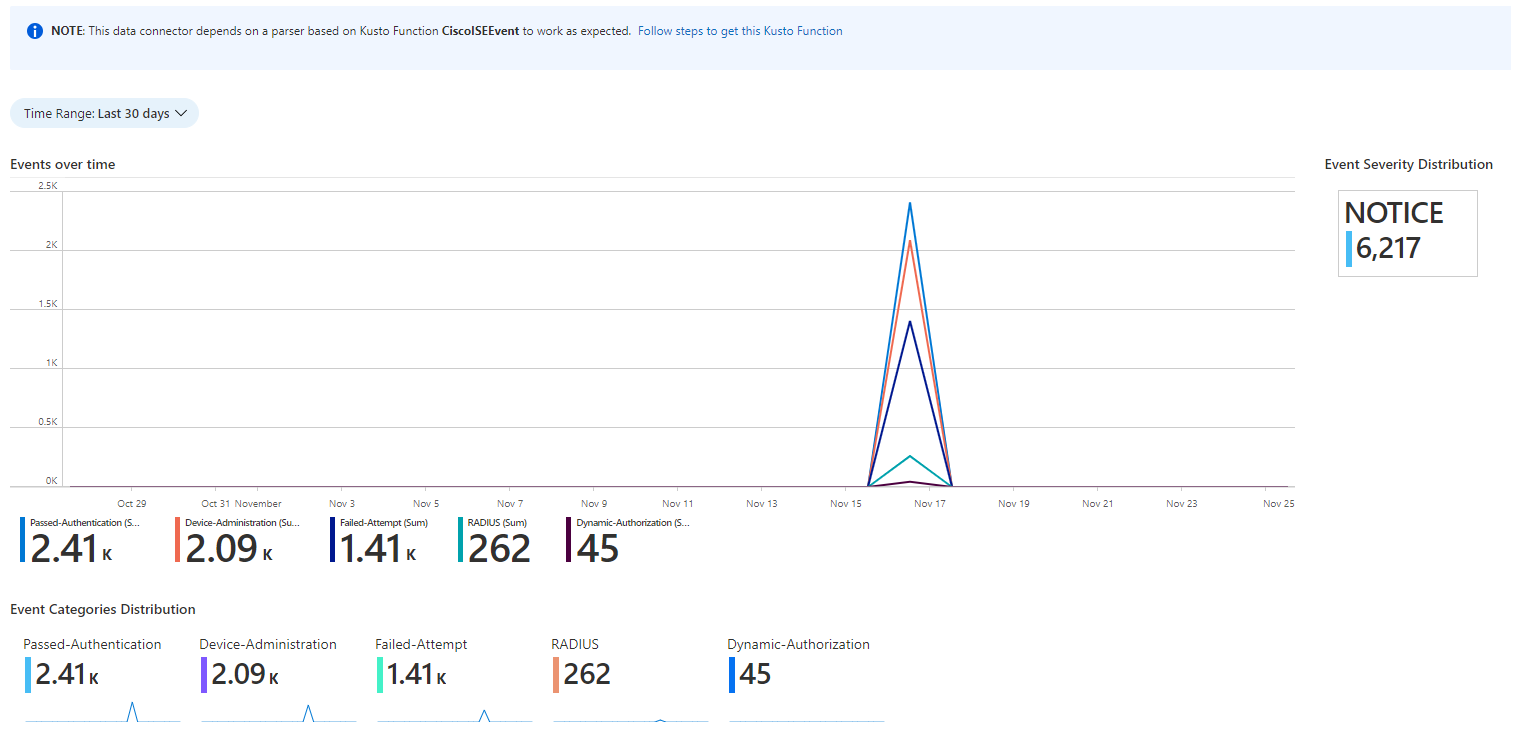 NOTE: This data connector depends on a parser based on Kusto Function CiscoISEEvent to work as expected. Follow steps to get this Kusto Function
Time Range: Last 30 days
Events over time
Event Severity Distribution
2.5K
2K
1.5K
1K
0.5K
0K
NOTICE
6,217
Oct 29 Oct 31 November Nov 3 Nov 5 Nov 7 Nov 9 Nov 11 Nov 13 Nov 15 Nov 17 Nov 19 Nov 21 Nov 23 Nov 25
Passed-Authentication (S... Device-Administration (Su... Failed-Attempt (Sum) RADIUS (Sum) Dynamic-Authorization (S...
2.41 K 2.09 K 1.41 K 262 45
Event Categories Distribution
Passed-Authentication Device-Administration Failed-Attempt RADIUS Dynamic-Authorization
2.41 K 2.09 K 1.41 K 262 45